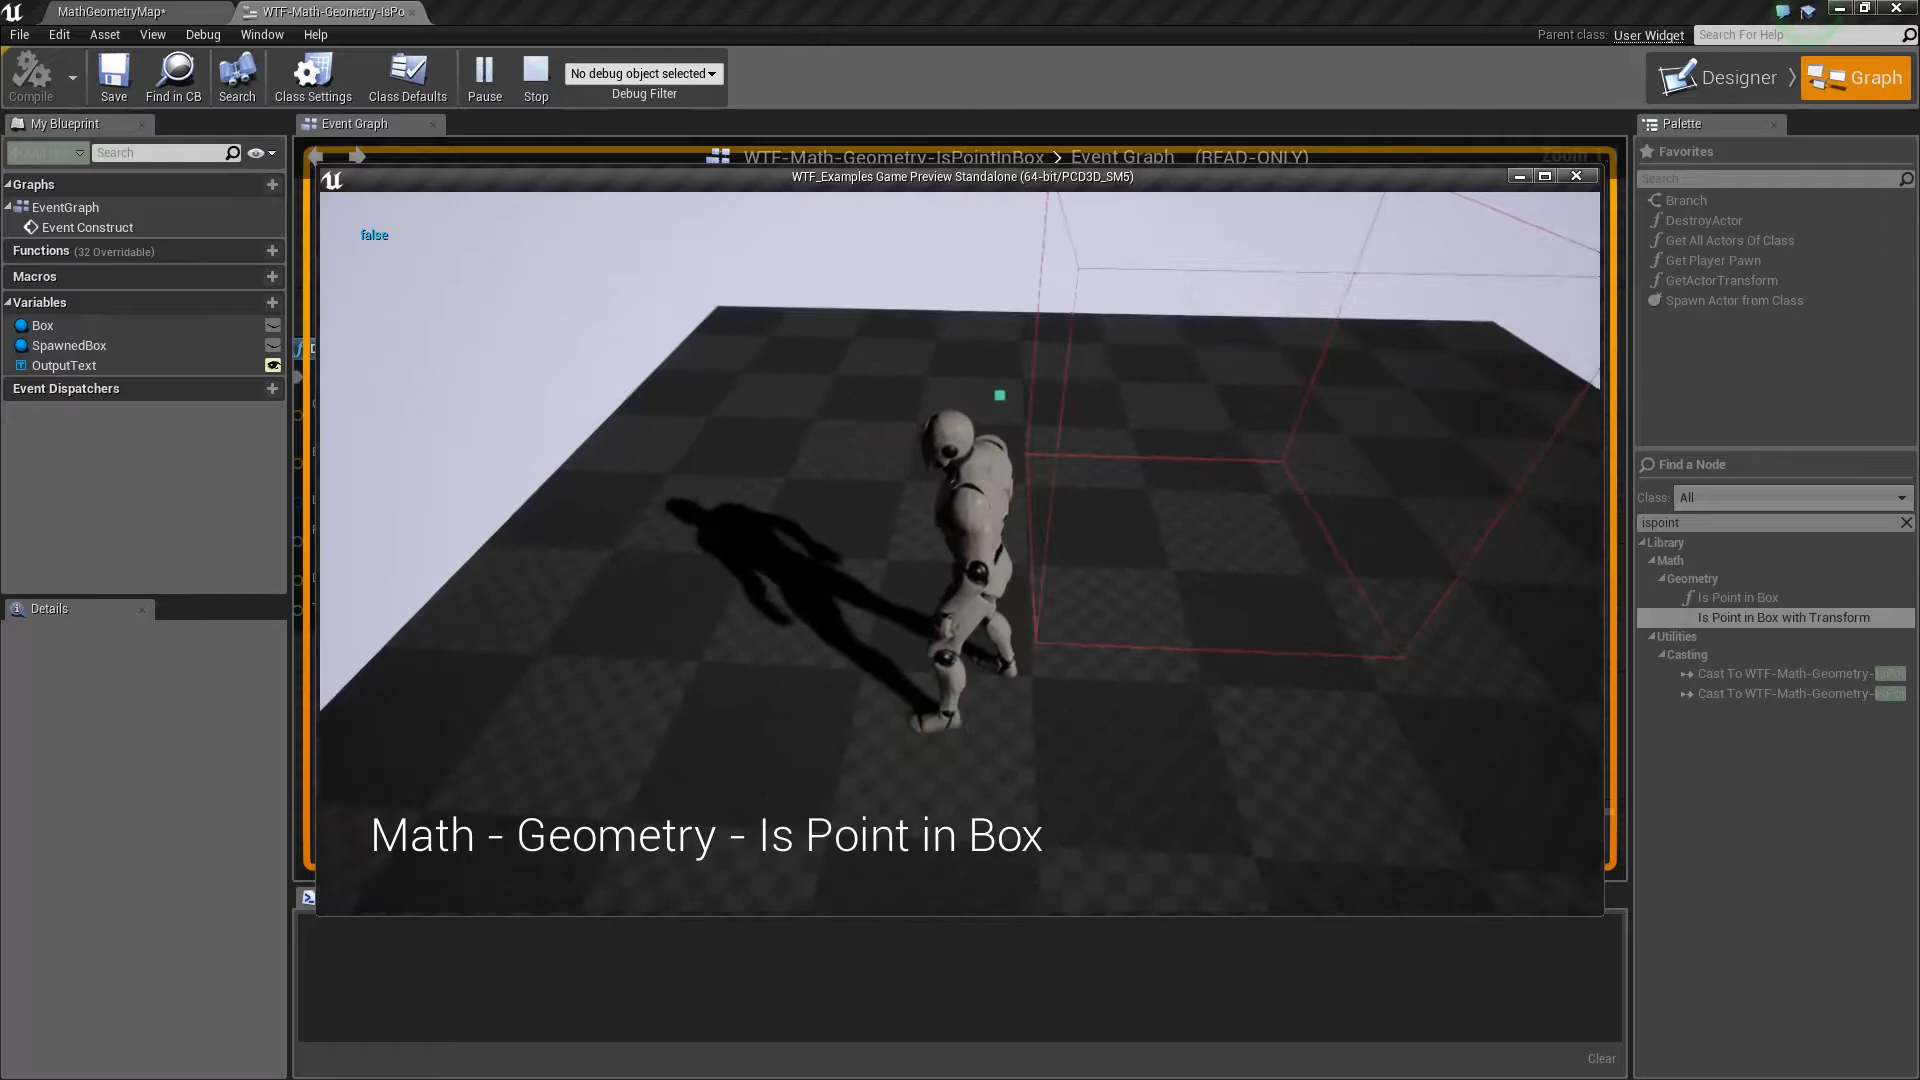 MathGeometryMap*
WTF-Math-Geometry-IsPo
File Edit Asset View Debug Window Help
Parent class: User Widget
Search For Help
Compile
Save
Find in CB
Search
Class Settings
Class Defaults
Pause
Stop
No debug object selected
Debug Filter
Designer
Graph
My Blueprint
Search
Graphs
EventGraph
Event Construct
Functions (32 Overridable)
Macros
Variables
Box
SpawnedBox
OutputText
Event Dispatchers
Details
Event Graph
WTF-Math-Geometry-IsPointInBox > Event Graph (READ-ONLY)
WTF_Examples Game Preview Standalone (64-bit/PCD3D_SM5)
false
Math - Geometry - Is Point in Box
Clear
Palette
Favorites
Search
Branch
DestroyActor
Get All Actors Of Class
Get Player Pawn
GetActorTransform
Spawn Actor from Class
Find a Node
Class: All
ispoint
Library
Math
Geometry
Is Point in Box
Is Point in Box with Transform
Utilities
Casting
Cast To WTF-Math-Geometry-
Cast To WTF-Math-Geometry-